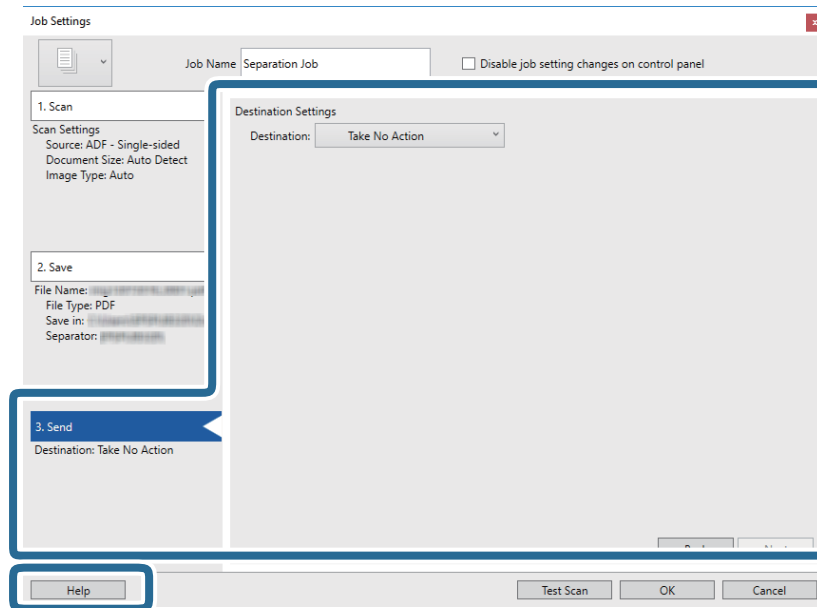 Job Settings
Job Name Separation Job Disable job setting changes on control panel
1. Scan
Scan Settings
Source: ADF - Single-sided
Document Size: Auto Detect
Image Type: Auto
2. Save
File Name:
File Type: PDF
Save in:
Separator:
3. Send
Destination: Take No Action
Destination Settings
Destination: Take No Action
Help Test Scan OK Cancel